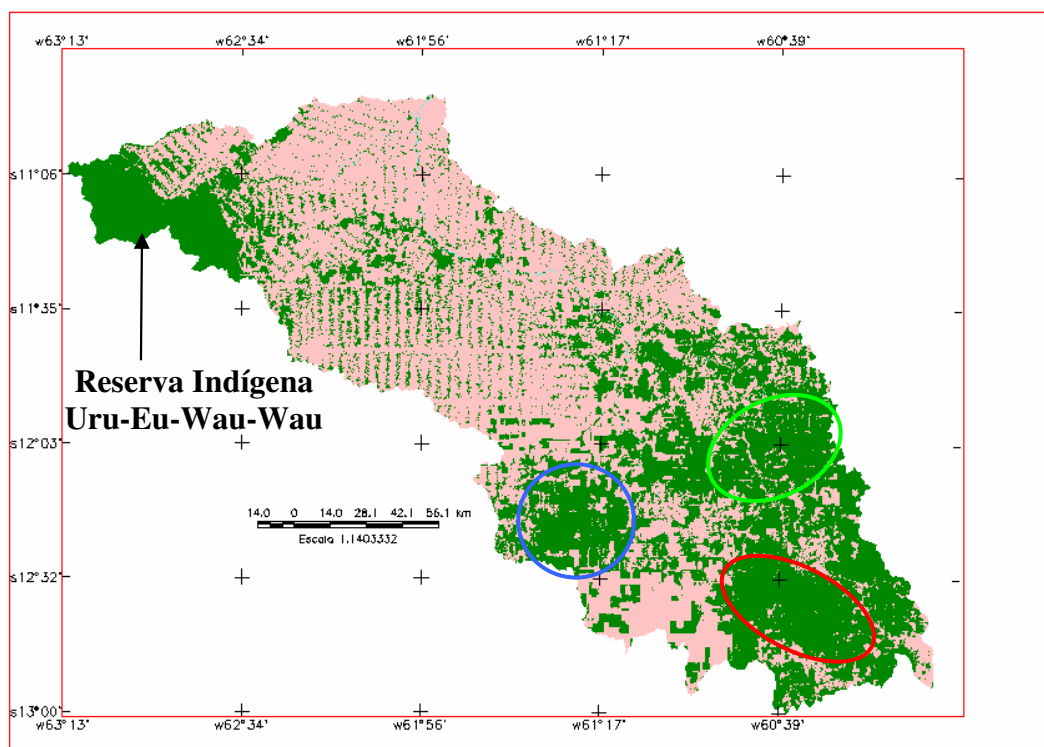 w63°13' w62°34' w61°56' w61°17' w60°39'
s11°06'
s11°35'
Reserva Indígena
Uru-Eu-Wau-Wau
s12°03'
14.0 0 14.0 28.1 42.1 56.1 km
Escala 1:1403332
s12°32'
s13°00'
w63°13' w62°34' w61°56' w61°17' w60°39'